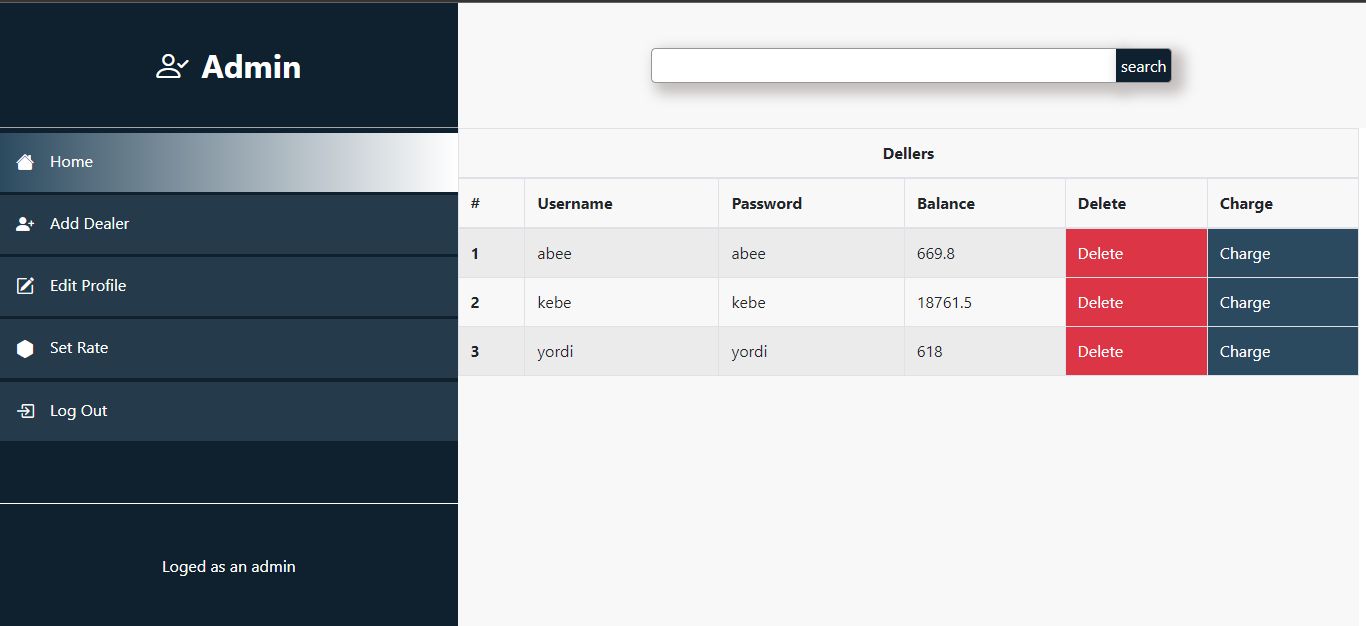 Admin
search
Home
Add Dealer
Edit Profile
Set Rate
Log Out
Loged as an admin
Dellers
# Username Password Balance Delete Charge
1 abee abee 669.8 Delete Charge
2 kebe kebe 18761.5 Delete Charge
3 yordi yordi 618 Delete Charge